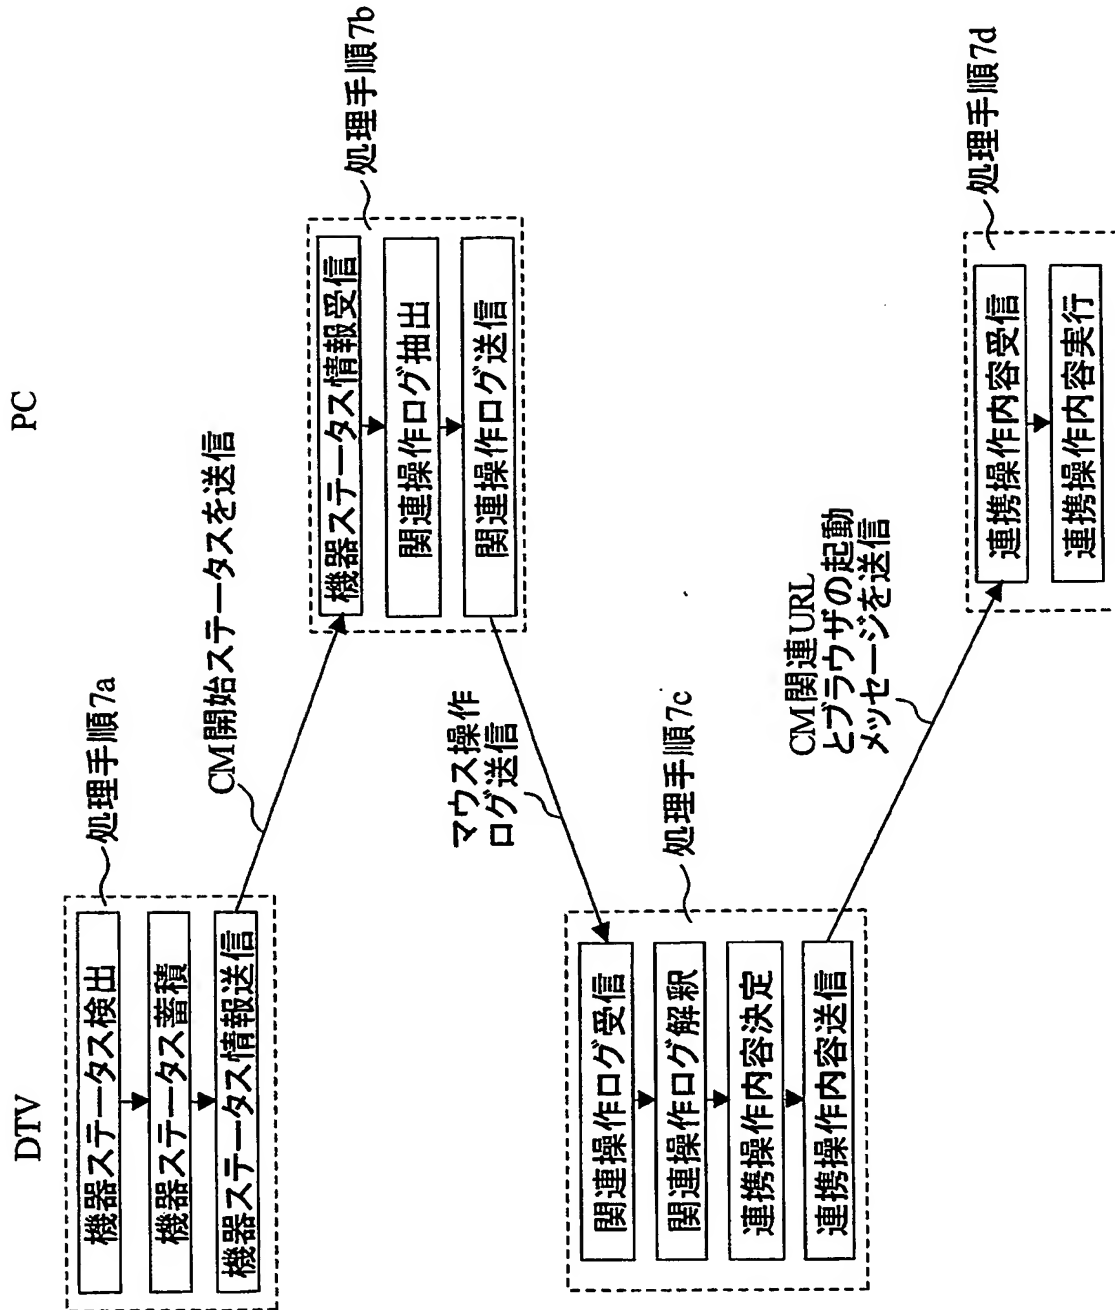 DTV
PC
処理手順7a
機器ステータス検出
機器ステータス蓄積
機器ステータス情報送信
CM開始ステータスを送信
処理手順7b
機器ステータス情報受信
関連操作ログ抽出
関連操作ログ送信
マウス操作
ログ送信
処理手順7c
関連操作ログ受信
関連操作ログ解釈
連携操作内容決定
連携操作内容送信
CM関連URL
とブラウザの起動
メッセージを送信
処理手順7d
連携操作内容受信
連携操作内容実行